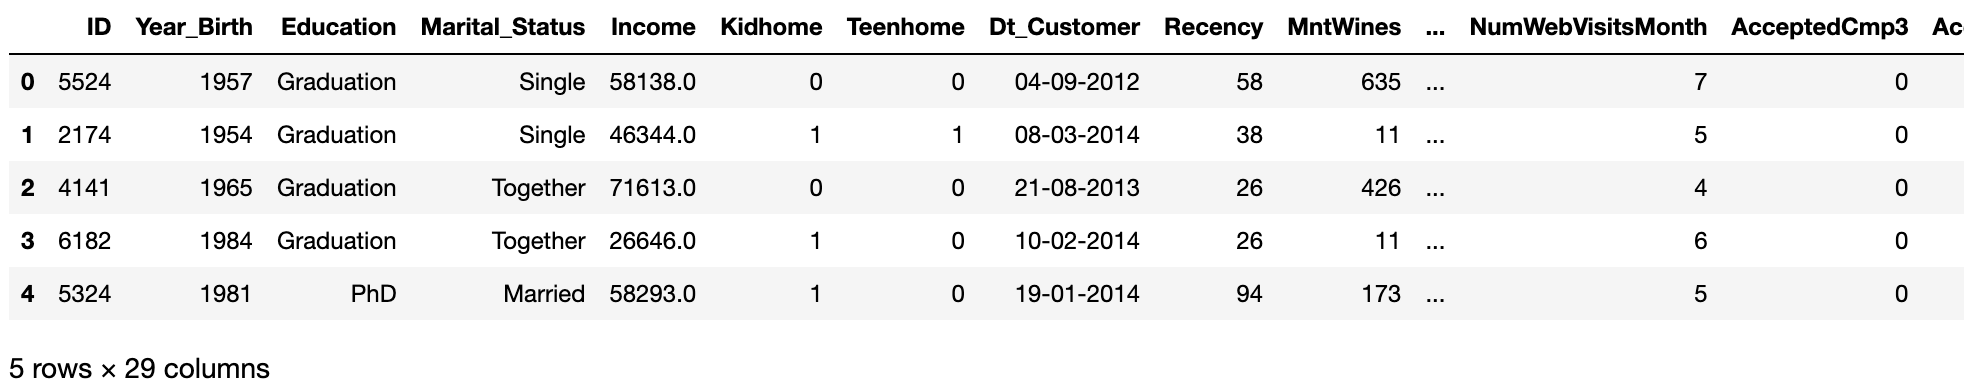 ID Year_Birth Education Marital_Status Income Kidhome Teenhome Dt_Customer Recency MntWines ... NumWebVisitsMonth AcceptedCmp3
0 5524 1957 Graduation Single 58138.0 0 0 04-09-2012 58 635 ... 7 0
1 2174 1954 Graduation Single 46344.0 1 1 08-03-2014 38 11 ... 5 0
2 4141 1965 Graduation Together 71613.0 0 0 21-08-2013 26 426 ... 4 0
3 6182 1984 Graduation Together 26646.0 1 0 10-02-2014 26 11 ... 6 0
4 5324 1981 PhD Married 58293.0 1 0 19-01-2014 94 173 ... 5 0
5 rows × 29 columns